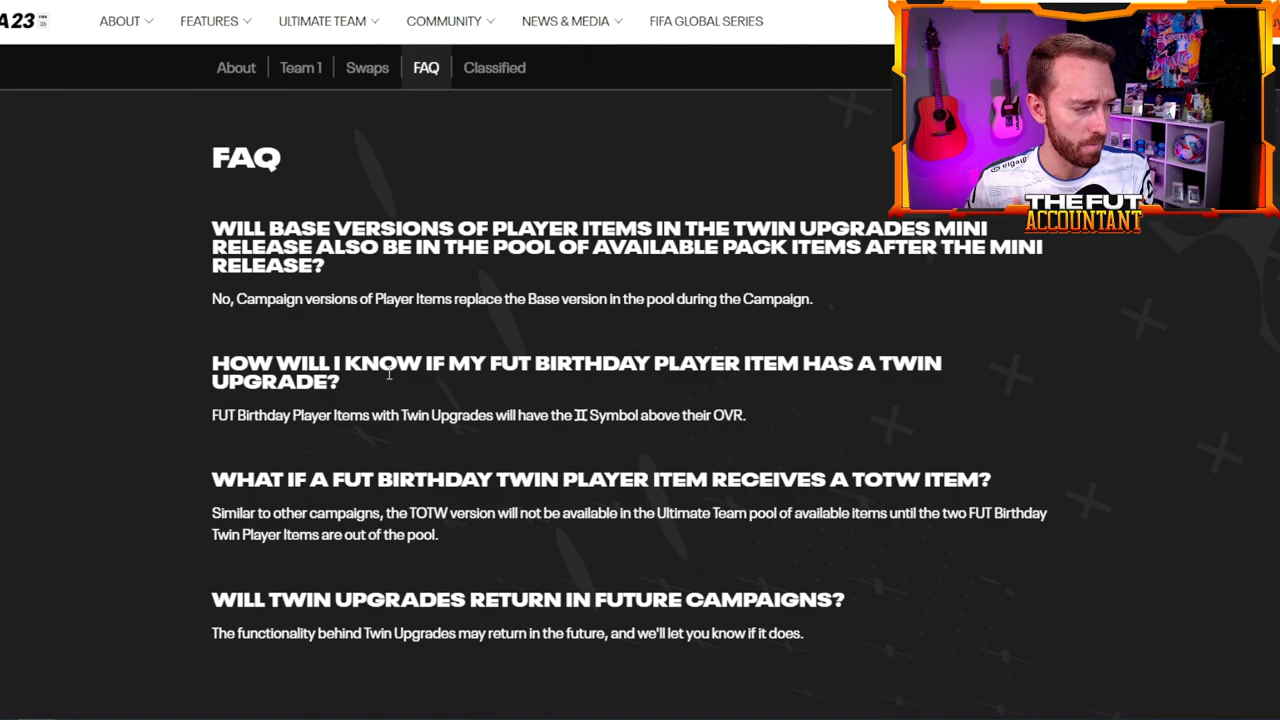 A23
ABOUT
FEATURES
ULTIMATE TEAM
COMMUNITY
NEWS & MEDIA
FIFA GLOBAL SERIES
About
Team 1
Swaps
FAQ
Classified
THE FUT
ACCOUNTANT
FAQ
WILL BASE VERSIONS OF PLAYER ITEMS IN THE TWIN UPGRADES MINI
RELEASE ALSO BE IN THE POOL OF AVAILABLE PACK ITEMS AFTER THE MINI
RELEASE?
No, Campaign versions of Player Items replace the Base version in the pool during the Campaign.
HOW WILL I KNOW IF MY FUT BIRTHDAY PLAYER ITEM HAS A TWIN
UPGRADE?
FUT Birthday Player Items with Twin Upgrades will have the ♊ Symbol above their OVR.
WHAT IF A FUT BIRTHDAY TWIN PLAYER ITEM RECEIVES A TOTW ITEM?
Similar to other campaigns, the TOTW version will not be available in the Ultimate Team pool of available items until the two FUT Birthday
Twin Player Items are out of the pool.
WILL TWIN UPGRADES RETURN IN FUTURE CAMPAIGNS?
The functionality behind Twin Upgrades may return in the future, and we'll let you know if it does.